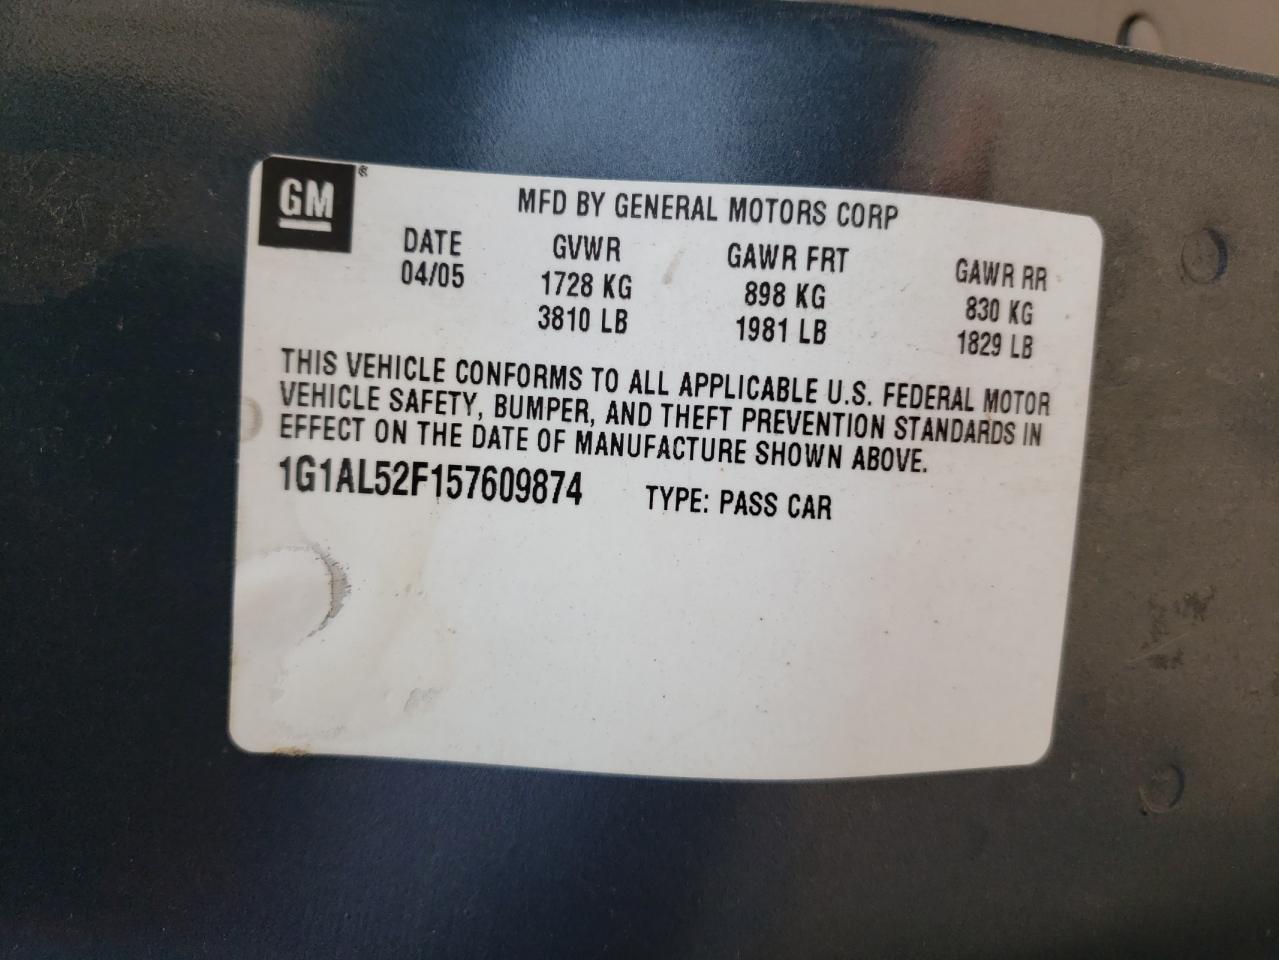 GM®
MFD BY GENERAL MOTORS CORP
DATE GVWR GAWR FRT GAWR RR
04/05 1728 KG 898 KG 830 KG
3810 LB 1981 LB 1829 LB
THIS VEHICLE CONFORMS TO ALL APPLICABLE U.S. FEDERAL MOTOR
VEHICLE SAFETY, BUMPER, AND THEFT PREVENTION STANDARDS IN
EFFECT ON THE DATE OF MANUFACTURE SHOWN ABOVE.
1G1AL52F157609874 TYPE: PASS CAR